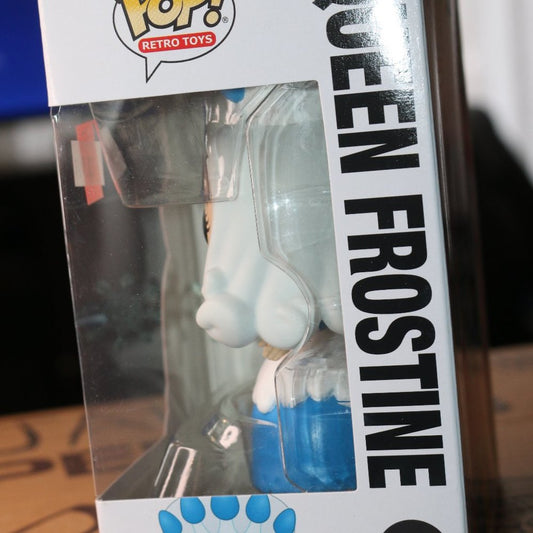 POP!®
RETRO TOYS
QUEEN FROSTINE